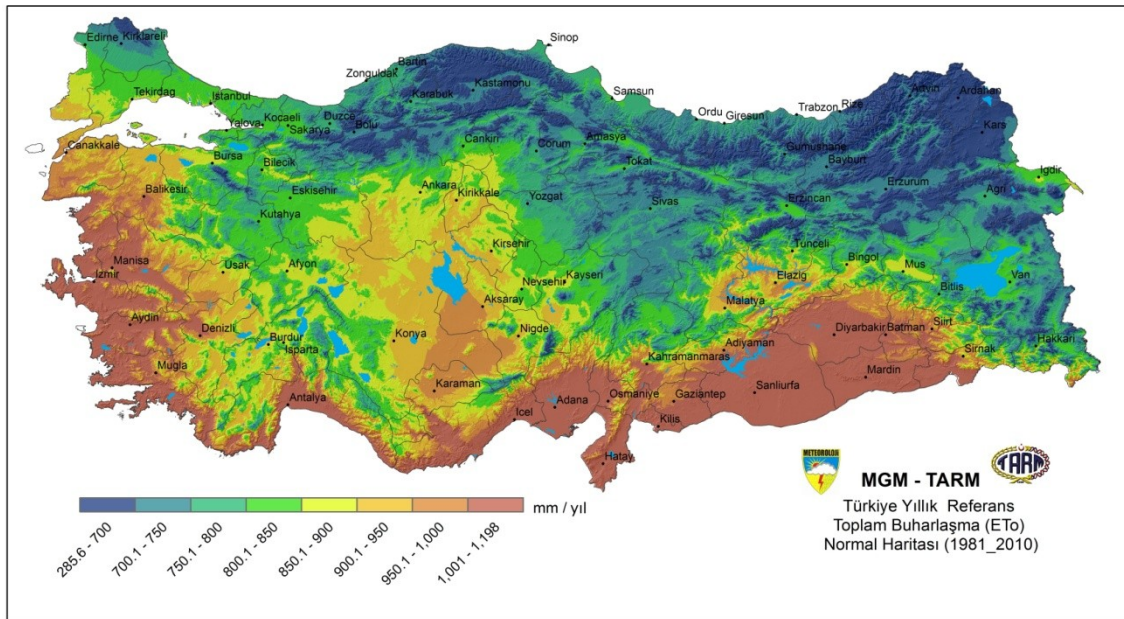 Edirne
Kirklareli
Sinop
Bartin
Zonguldak
Kastamonu
Karabuk
Artvin
Ardahan
Tekirdag
Istanbul
Samsun
Trabzon
Rize
Ordu
Giresun
Kocaeli
Duzce
Yalova
Sakarya
Bolu
Kars
Canakkale
Cankiri
Corum
Amasya
Gumushane
Bayburt
Bursa
Bilecik
Tokat
Igdir
Balikesir
Eskisehir
Ankara
Kirikkale
Yozgat
Sivas
Erzincan
Erzurum
Agri
Kutahya
Manisa
Izmir
Usak
Afyon
Kirsehir
Nevsehir
Kayseri
Tunceli
Elazig
Bingol
Mus
Van
Bitlis
Aksaray
Malatya
Aydin
Denizli
Burdur
Isparta
Konya
Nigde
Diyarbakir
Batman
Siirt
Hakkari
Adiyaman
Kahramanmaras
Sirnak
Mugla
Mardin
Karaman
Sanliurfa
Antalya
Icel
Adana
Osmaniye
Gaziantep
Kilis
Hatay
METEOROLOJI
TARM
MGM - TARM
Türkiye Yıllık Referans
Toplam Buharlaşma (ETo)
Normal Haritası (1981_2010)
mm / yıl
285.6 - 700
700.1 - 750
750.1 - 800
800.1 - 850
850.1 - 900
900.1 - 950
950.1 - 1,000
1,001 - 1,198